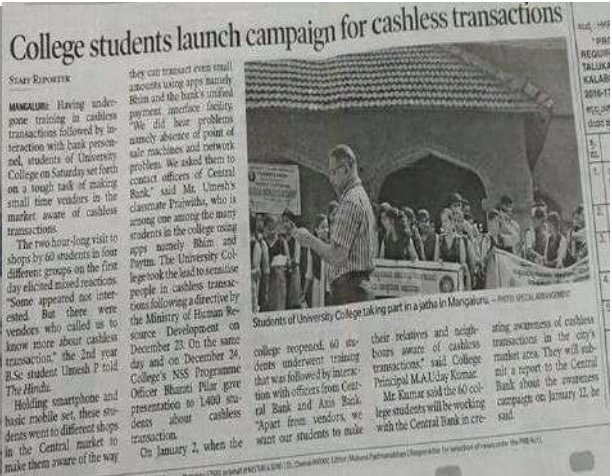 College students launch campaign for cashless transactions
STAFF REPORTER
MANGALURU: Having under-
gone training in cashless
transactions followed by in-
teraction with bank person-
nel, students of University
College on Saturday set forth
on a tough task of making
small time vendors in the
market aware of cashless
transactions.
The two hour-long visit to
shops by 60 students in four
different groups on the first
day elicited mixed reactions.
"Some appeared not inter-
ested. But there were
vendors who called us to
know more about cashless
transaction," the 2nd year
B.Sc student Umesh P told
The Hindu.
Holding smartphone and
basic mobile set, these stu-
dents went to different shops
in the Central market to
make them aware of the way
they can transact even small
amounts using apps namely
Bhim and the bank's unified
payment interface facility.
"We did hear problems
namely absence of point of
sale machines and network
problem. We asked them to
contact officers of Central
Bank," said Mr. Umesh's
classmate Prajwitha, who is
among one among the many
students in the college using
apps namely Bhim and
Paytm. The University Col-
lege took the lead to sensitise
people in cashless transac-
tions following a directive by
the Ministry of Human Re-
source Development on
December 23. On the same
day and on December 24,
College's NSS Programme
Officer Bharati Pilar gave
presentation to 1,400 stu-
dents about cashless
transaction.
On January 2, when the
Students of University College taking part in a jatha in Mangaluru. – PHOTO: SPECIAL ARRANGEMENT
college reopened, 60 stu-
dents underwent training
that was followed by interac-
tion with officers from Cent-
ral Bank and Axis Bank.
"Apart from vendors, we
want our students to make
their relatives and neigh-
bours aware of cashless
transactions," said College
Principal M.A.Uday Kumar.
Mr Kumar said the 60 col-
lege students will be working
with the Central Bank in cre-
ating awareness of cashless
transactions in the city's
market area. They will sub-
mit a report to the Central
Bank about the awareness
campaign on January 12, he
said.
REQUIR
TALUKA
KALAB
2016-17